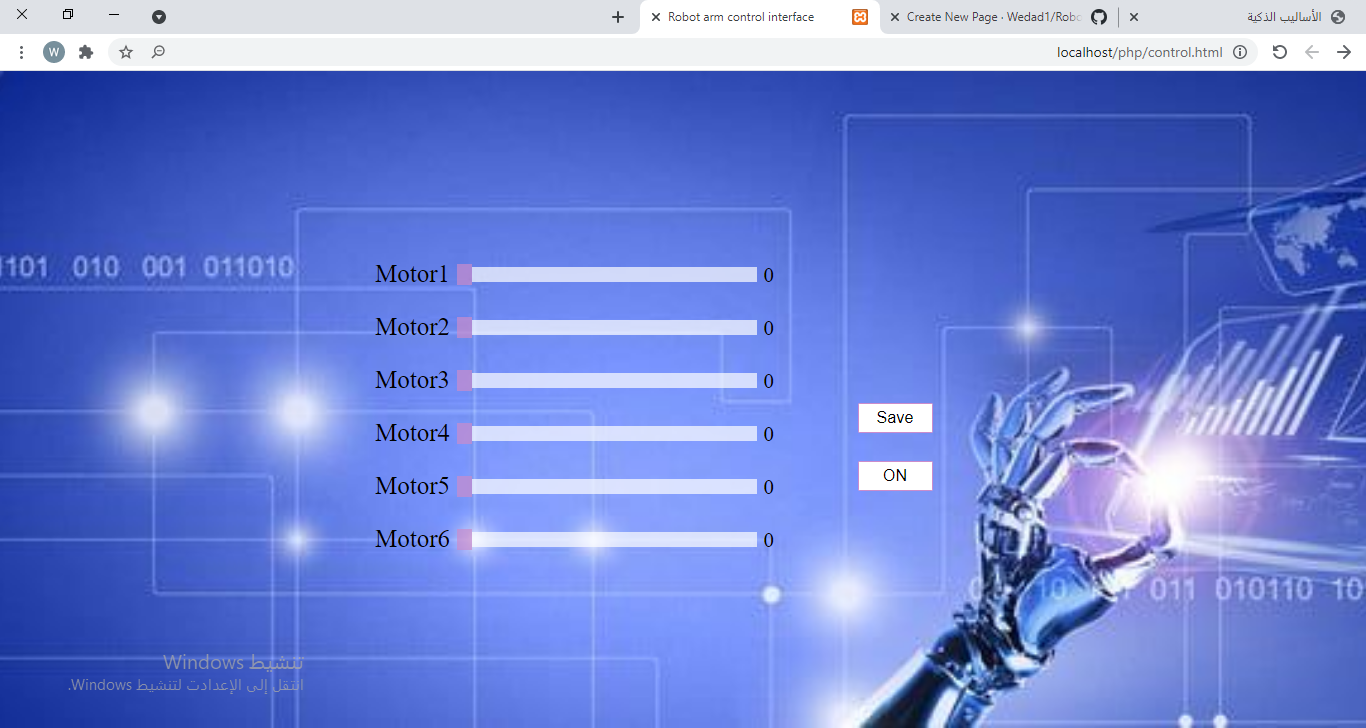 الأساليب الذكية
Create New Page · Wedad1/Robo
Robot arm control interface
localhost/php/control.html
W
1101 010 001 011010
Motor1 0
Motor2 0
Motor3 0
Motor4 0
Motor5 0
Motor6 0
Save
ON
011 010110 10
تنشيط Windows
انتقل إلى الإعدادت لتنشيط Windows.